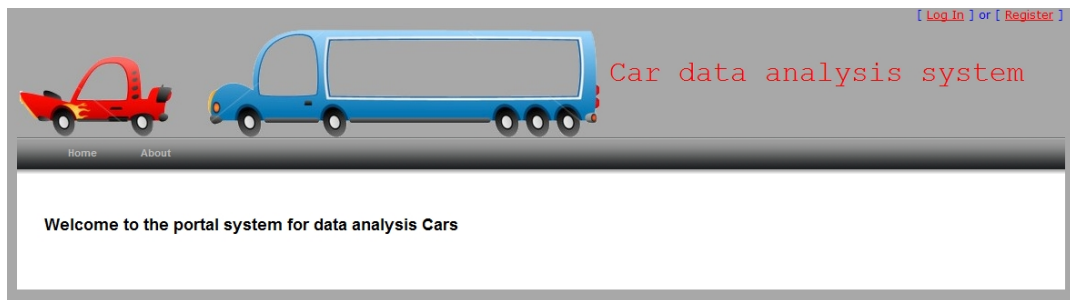 [ Log In ] or [ Register ]
Car data analysis system
Home About
Welcome to the portal system for data analysis Cars